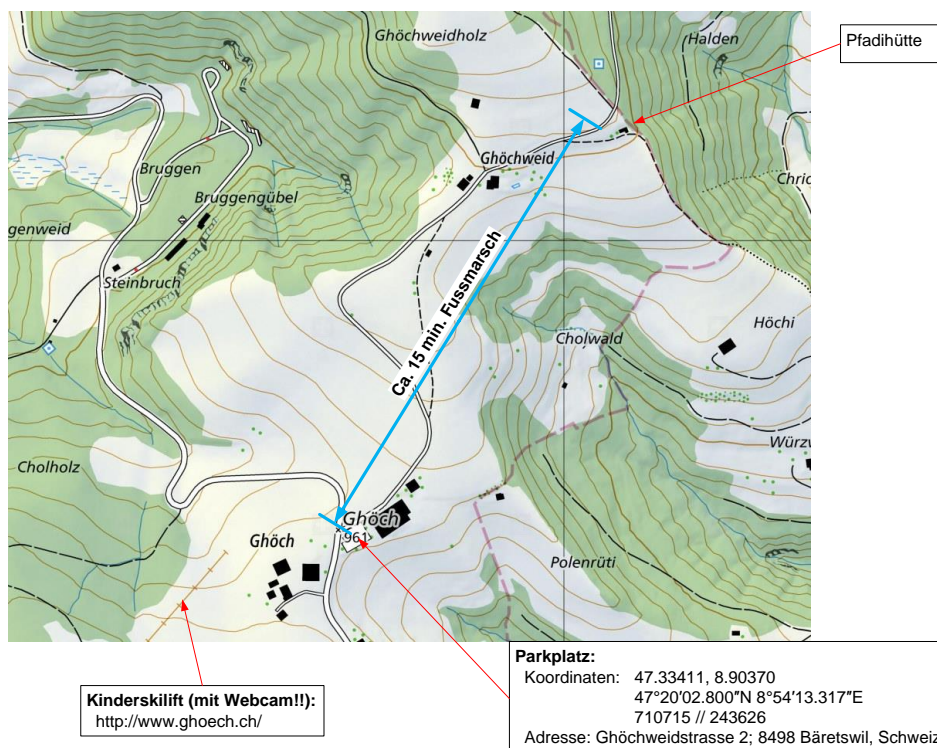 Ghöchweidholz
Halden
Pfadihütte
Ghöchweid
Bruggen
Bruggengübel
genweid
Chric
Steinbruch
Ca. 15 min. Fussmarsch
Höchi
Cholwald
Cholholz
Würzw
Ghöch
961
Ghöch
Polenrüti
Kinderskilift (mit Webcam!!):
http://www.ghoech.ch/
Parkplatz:
Koordinaten: 47.33411, 8.90370
47°20'02.800"N 8°54'13.317"E
710715 // 243626
Adresse: Ghöchweidstrasse 2; 8498 Bäretswil, Schweiz